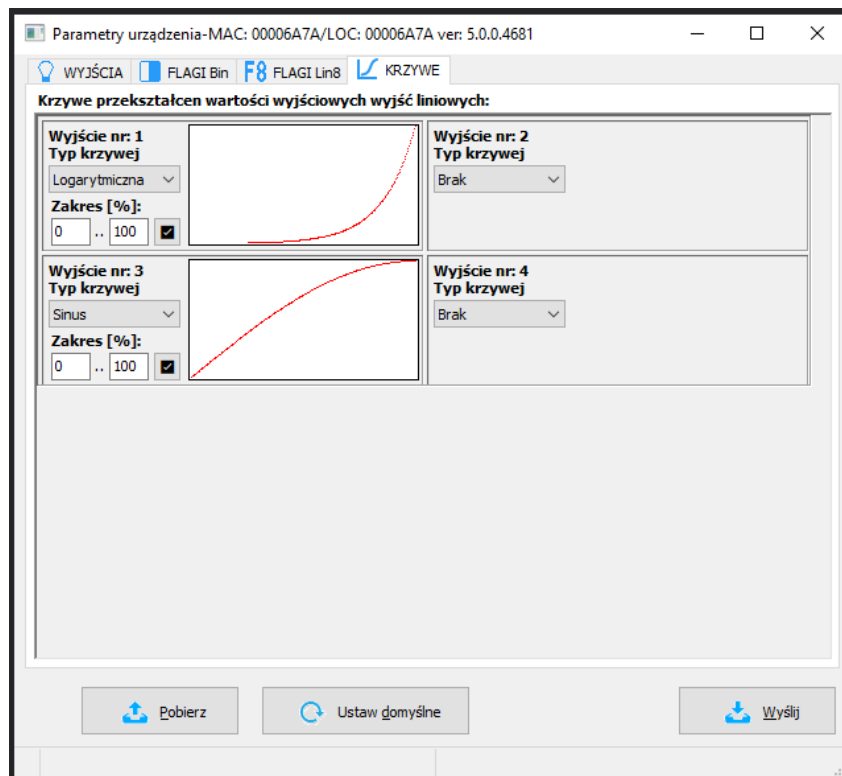 Parametry urządzenia-MAC: 00006A7A/LOC: 00006A7A ver: 5.0.0.4681
WYJŚCIA FLAGI Bin F8 FLAGI Lin8 KRZYWE
Krzywe przekształcen wartości wyjściowych wyjść liniowych:
Wyjście nr: 1
Typ krzywej
Logarytmiczna
Zakres [%]:
0 .. 100
Wyjście nr: 2
Typ krzywej
Brak
Wyjście nr: 3
Typ krzywej
Sinus
Zakres [%]:
0 .. 100
Wyjście nr: 4
Typ krzywej
Brak
Pobierz Ustaw domyślne Wyślij